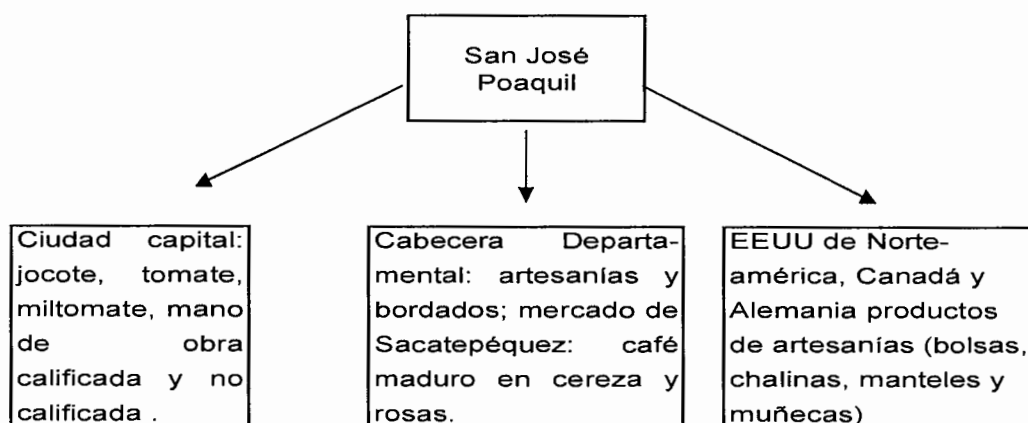 San José
Poaquil
Ciudad capital:
jocote, tomate,
miltomate, mano
de obra
calificada y no
calificada .
Cabecera Departa-
mental: artesanías y
bordados; mercado de
Sacatepéquez: café
maduro en cereza y
rosas.
EEUU de Norte-
américa, Canadá y
Alemania productos
de artesanías (bolsas,
chalinas, manteles y
muñecas)